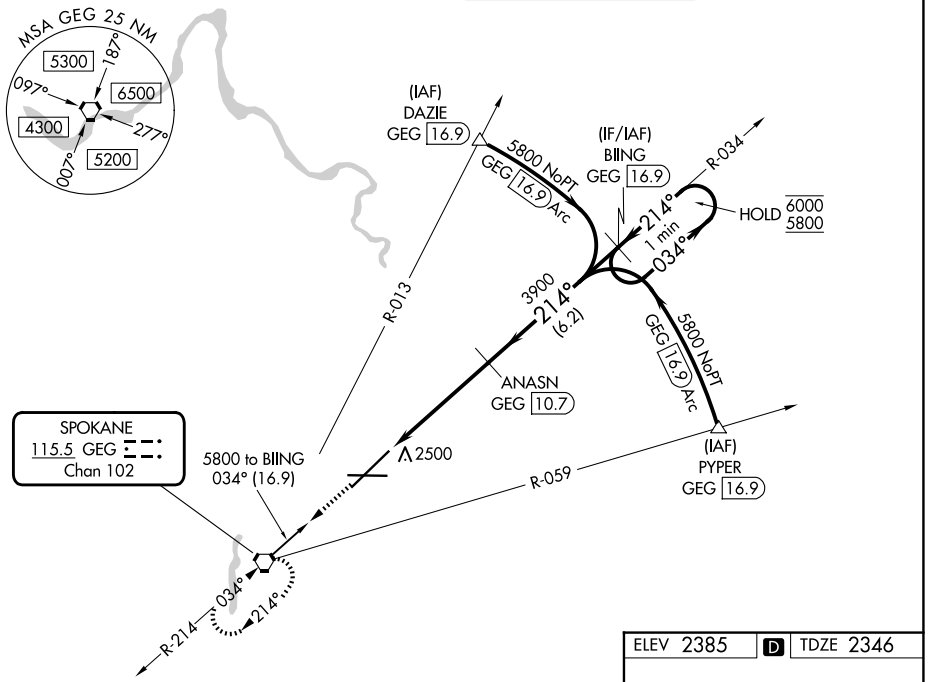 MSA GEG 25 NM
5300
187°
097°
6500
4300
277°
007°
5200
(IAF)
DAZIE
GEG 16.9
5800 NoPT
GEG 16.9 Arc
(IF/IAF)
BIING
GEG 16.9
R-034
214°
1 min
034°
HOLD 6000
5800
R-013
3900
214°
(6.2)
5800 NoPT
GEG 16.9 Arc
ANASN
GEG 10.7
SPOKANE
115.5 GEG
Chan 102
5800 to BIING
034° (16.9)
2500
(IAF)
PYPER
GEG 16.9
R-059
034°
214°
R-214
ELEV 2385 D TDZE 2346